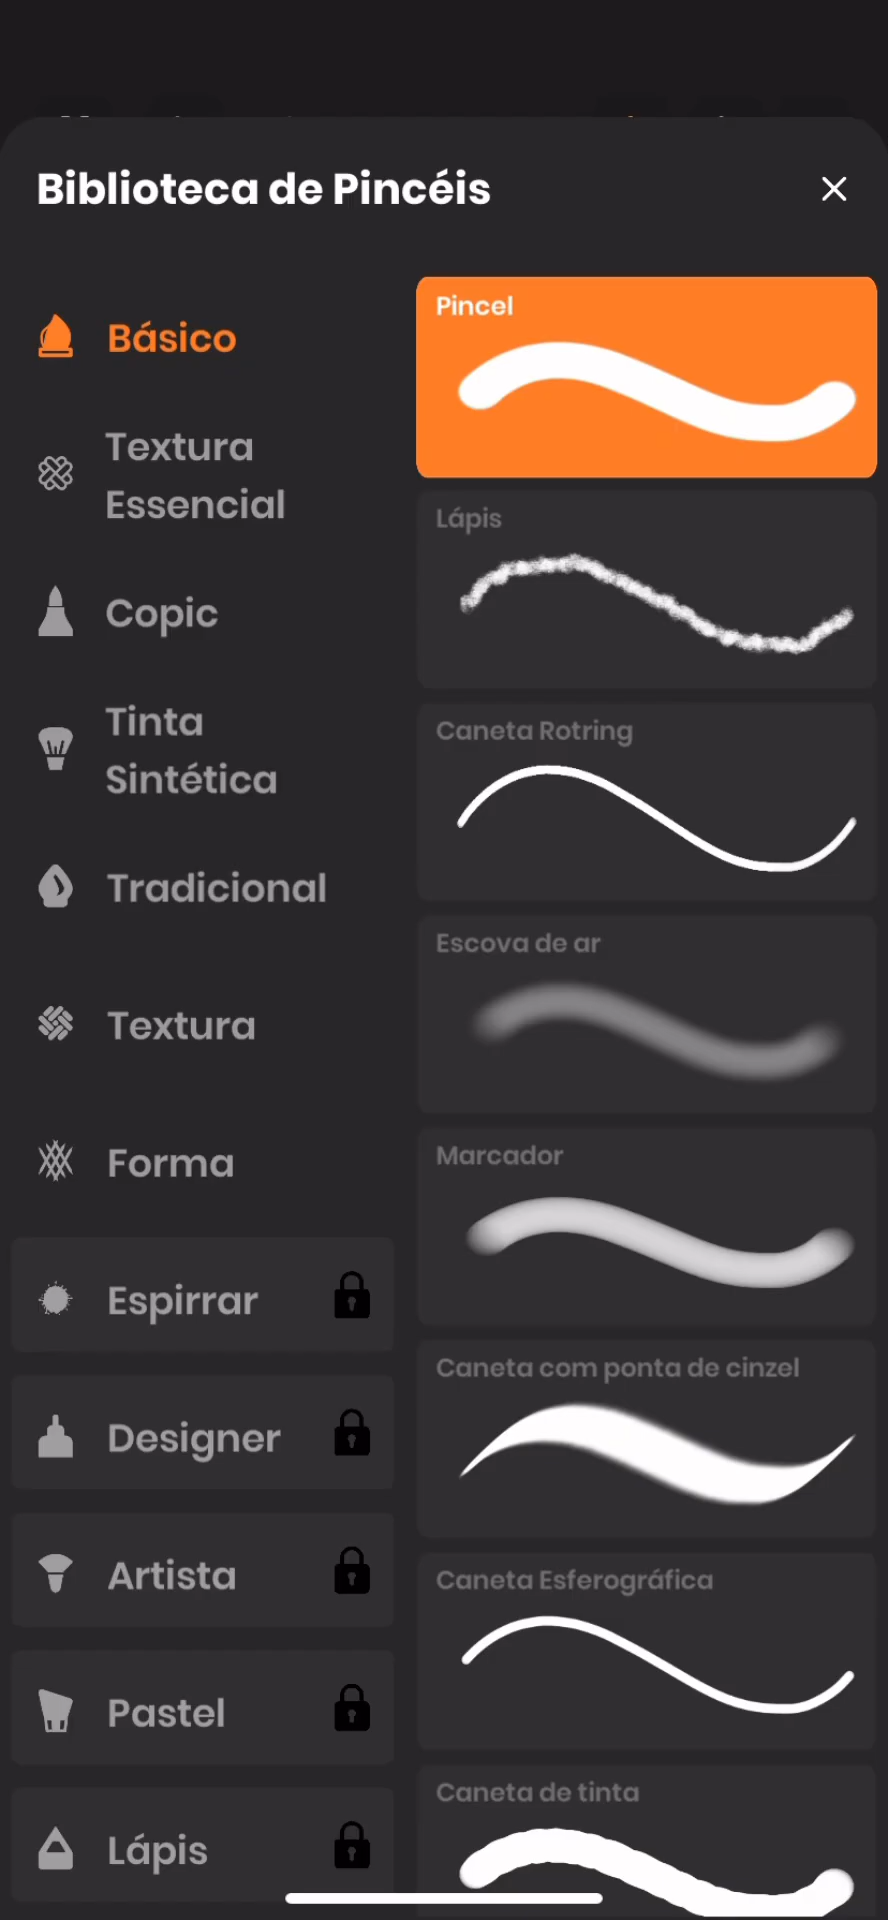 Biblioteca de Pincéis
Básico
Textura
Essencial
Copic
Tinta
Sintética
Tradicional
Textura
Forma
Espirrar
Designer
Artista
Pastel
Lápis
Pincel
Lápis
Caneta Rotring
Escova de ar
Marcador
Caneta com ponta de cinzel
Caneta Esferográfica
Caneta de tinta